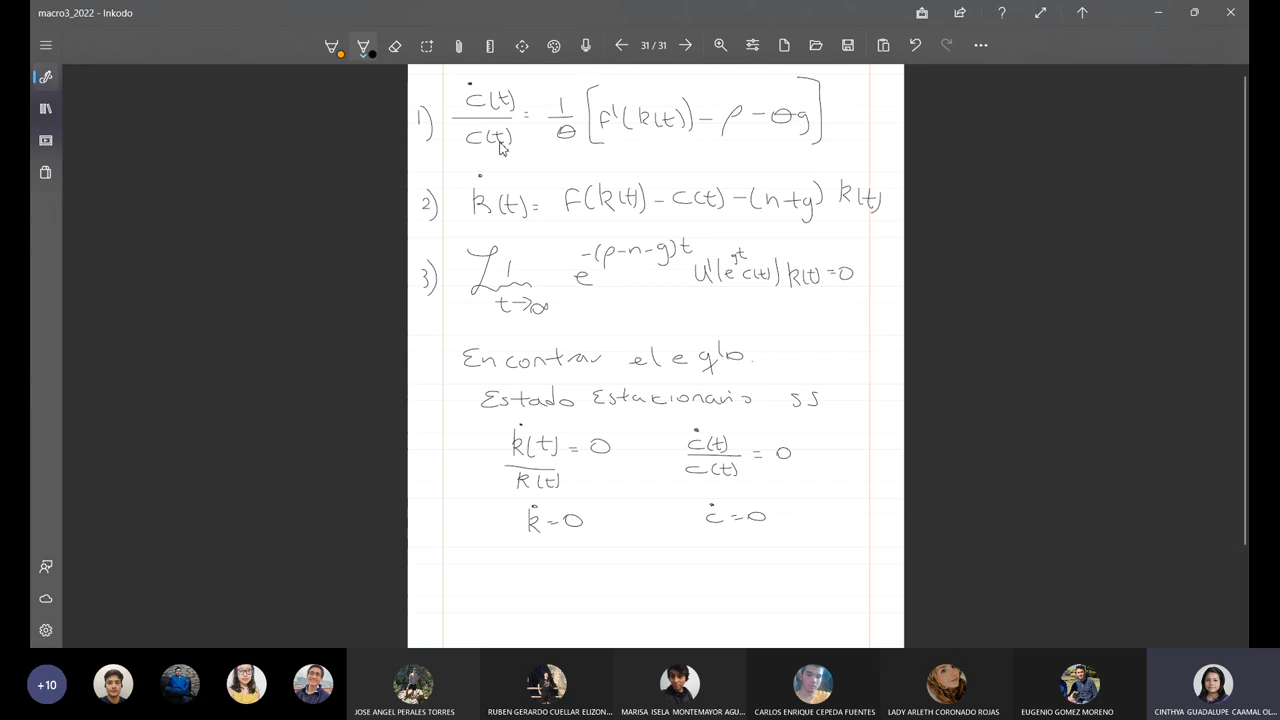 macro3_2022 - Inkodo
31 / 31
1) ċ(t)/c(t) = 1/θ [f'(k(t)) - ρ - θg]
2) k̇(t) = f(k(t)) - c(t) - (n+g) k(t)
3) Lim t→∞ e^-(ρ-n-g)t u'(e^gt c(t)) k(t) = 0
Encontrar el eqlb.
Estado Estacionario SS
k̇(t)/k(t) = 0 ċ(t)/c(t) = 0
k̇ = 0 ċ = 0
+10
JOSE ANGEL PERALES TORRES
RUBEN GERARDO CUELLAR ELIZON...
MARISA ISELA MONTEMAYOR AGU...
CARLOS ENRIQUE CEPEDA FUENTES
LADY ARLETH CORONADO ROJAS
EUGENIO GOMEZ MORENO
CINTHYA GUADALUPE CAAMAL OL...